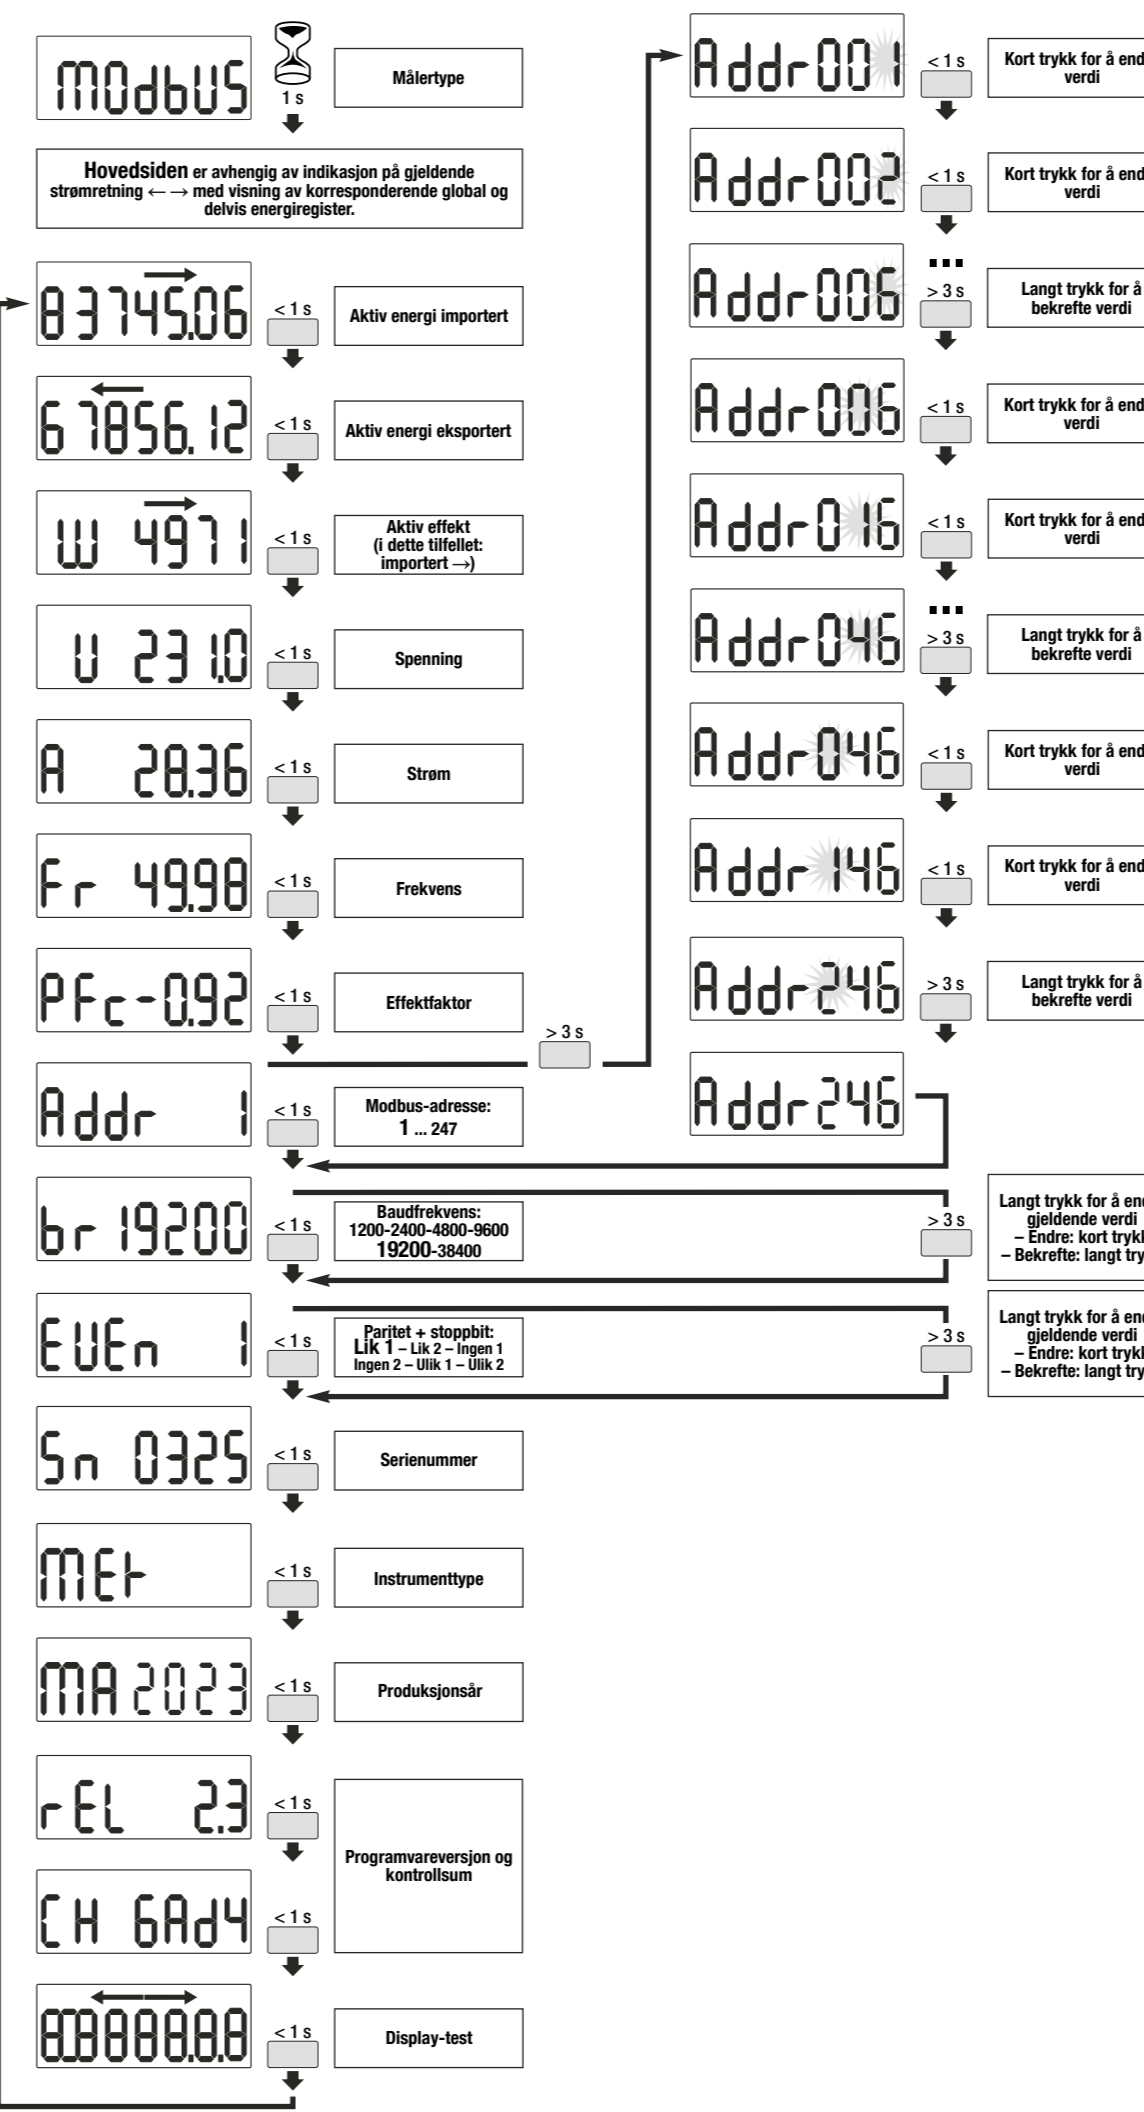 MOdbUS
1 s
Målertype
Hovedsiden er avhengig av indikasjon på gjeldende
strømretning ←→ med visning av korresponderende global og
delvis energiregister.
83745.06
< 1 s
Aktiv energi importert
67856.12
< 1 s
Aktiv energi eksportert
W 4971
< 1 s
Aktiv effekt
(i dette tilfellet:
importert →)
U 231.0
< 1 s
Spenning
A 28.36
< 1 s
Strøm
Fr 49.98
< 1 s
Frekvens
PFc-0.92
< 1 s
Effektfaktor
> 3 s
Addr 1
< 1 s
Modbus-adresse:
1 ... 247
br 19200
< 1 s
Baudfrekvens:
1200-2400-4800-9600
19200-38400
EVEn 1
< 1 s
Paritet + stoppbit:
Lik 1 – Lik 2 – Ingen 1
Ingen 2 – Ulik 1 – Ulik 2
Sn 0325
< 1 s
Serienummer
MEt
< 1 s
Instrumenttype
MA2023
< 1 s
Produksjonsår
rEL 2.3
< 1 s
CH 6Ad4
< 1 s
Programvareversjon og
kontrollsum
8.8.8.8.8.8.8
< 1 s
Display-test
Addr001
< 1 s
Kort trykk for å end
verdi
Addr002
< 1 s
Kort trykk for å end
verdi
Addr006
...
> 3 s
Langt trykk for å
bekrefte verdi
Addr006
< 1 s
Kort trykk for å end
verdi
Addr016
< 1 s
Kort trykk for å end
verdi
Addr046
...
> 3 s
Langt trykk for å
bekrefte verdi
Addr046
< 1 s
Kort trykk for å end
verdi
Addr146
< 1 s
Kort trykk for å end
verdi
Addr246
> 3 s
Langt trykk for å
bekrefte verdi
Addr246
> 3 s
Langt trykk for å end
gjeldende verdi
– Endre: kort trykk
– Bekrefte: langt try
> 3 s
Langt trykk for å end
gjeldende verdi
– Endre: kort trykk
– Bekrefte: langt try